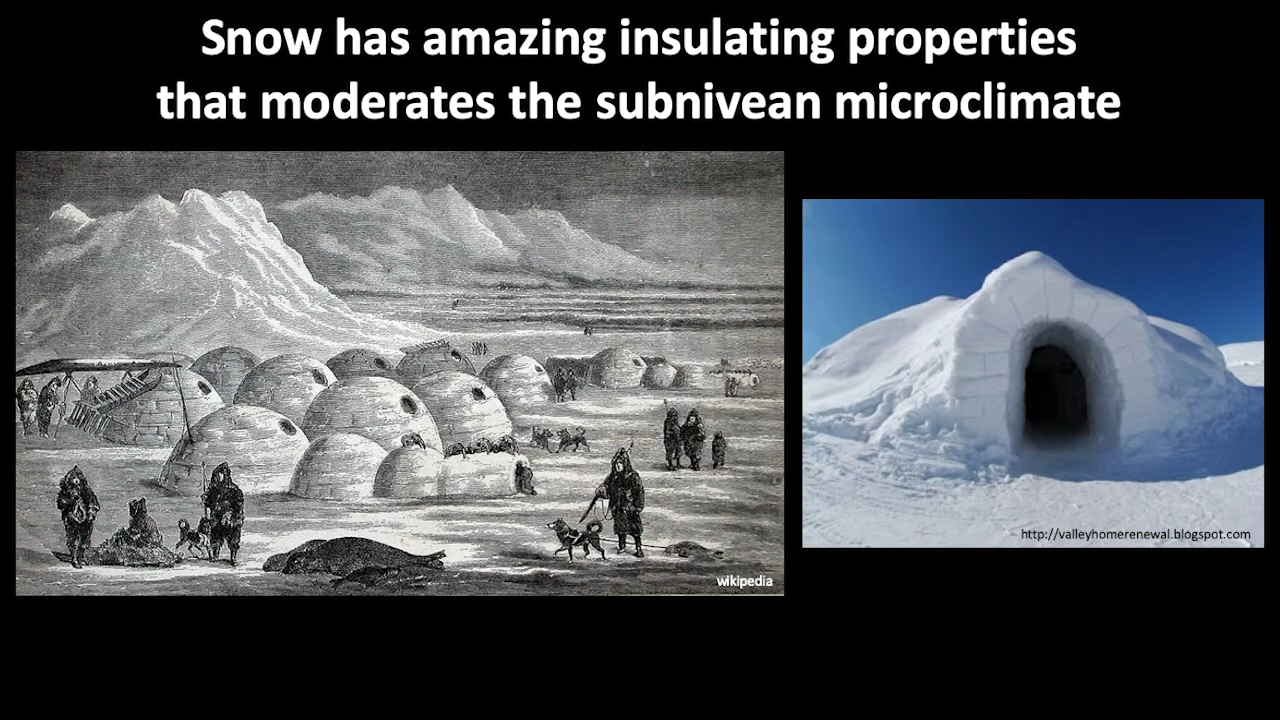 Snow has amazing insulating properties
that moderates the subnivean microclimate
http://valleyhomerenewal.blogspot.com
wikipedia